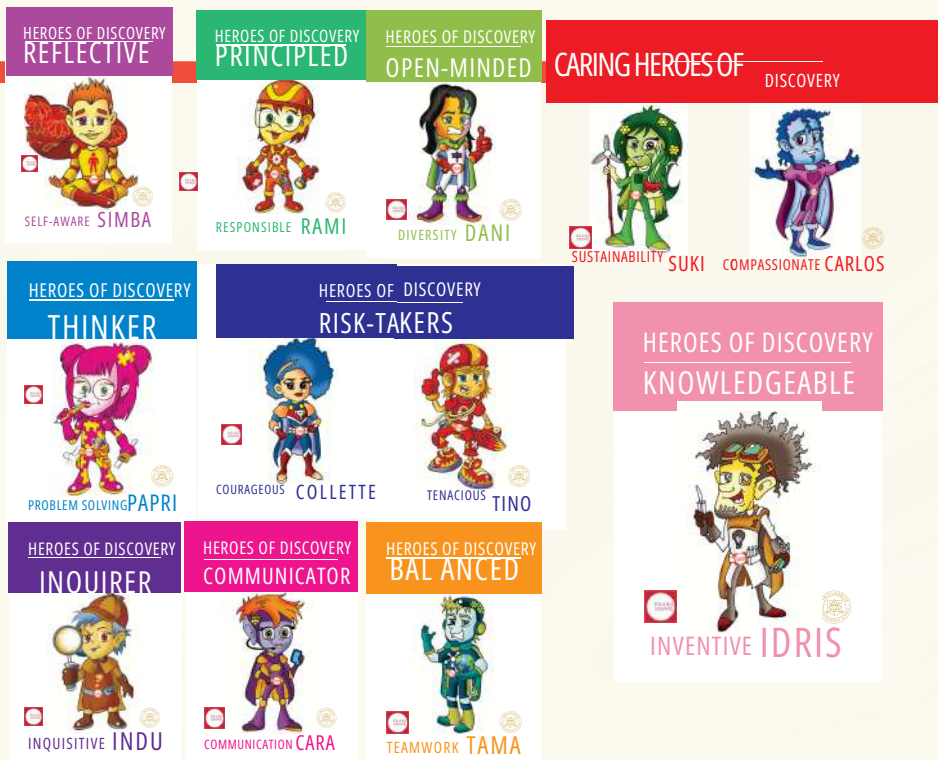 HEROES OF DISCOVERY
REFLECTIVE
SELF-AWARE SIMBA
HEROES OF DISCOVERY
PRINCIPLED
RESPONSIBLE RAMI
HEROES OF DISCOVERY
OPEN-MINDED
DIVERSITY DANI
CARING HEROES OF
DISCOVERY
SUSTAINABILITY SUKI
COMPASSIONATE CARLOS
HEROES OF DISCOVERY
THINKER
PROBLEM SOLVING PAPRI
HEROES OF DISCOVERY
RISK-TAKERS
COURAGEOUS COLLETTE
TENACIOUS TINO
HEROES OF DISCOVERY
KNOWLEDGEABLE
INVENTIVE IDRIS
HEROES OF DISCOVERY
INQUIRER
INQUISITIVE INDU
HEROES OF DISCOVERY
COMMUNICATOR
COMMUNICATION CARA
HEROES OF DISCOVERY
BAL ANCED
TEAMWORK TAMA